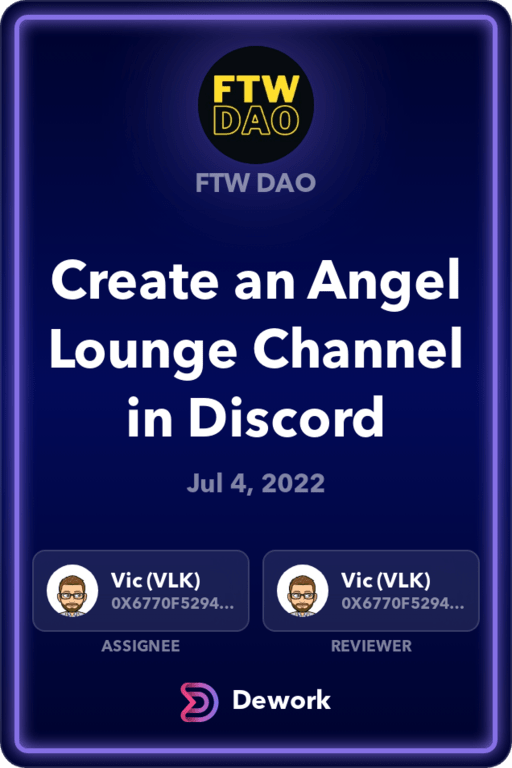 FTW
DAO
FTW DAO
Create an Angel
Lounge Channel
in Discord
Jul 4, 2022
Vic (VLK)
0X6770F5294...
ASSIGNEE
Vic (VLK)
0X6770F5294...
REVIEWER
Dework